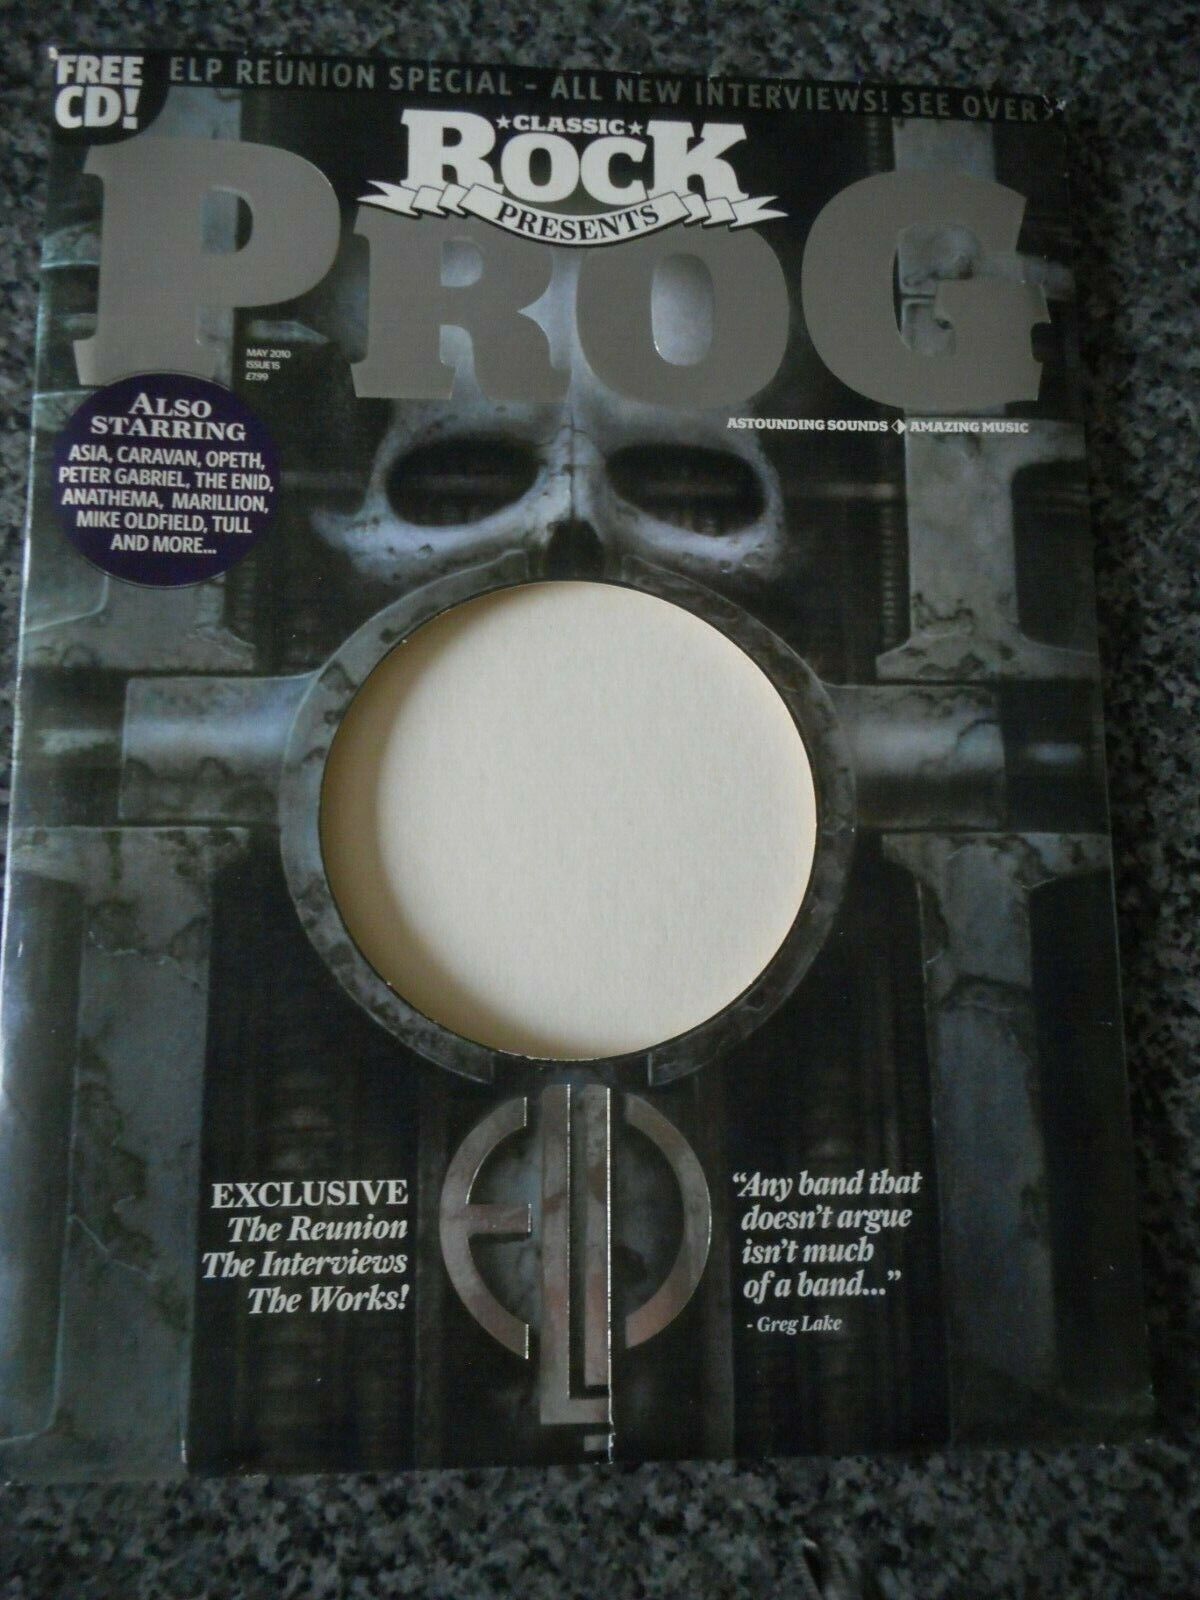 FREE
CD!
ELP REUNION SPECIAL - ALL NEW INTERVIEWS! SEE OVER
★CLASSIC★
ROCK
PRESENTS
PROG
MAY 2010
ISSUE 15
£7.99
ASTOUNDING SOUNDS AMAZING MUSIC
ALSO
STARRING
ASIA, CARAVAN, OPETH,
PETER GABRIEL, THE ENID,
ANATHEMA, MARILLION,
MIKE OLDFIELD, TULL
AND MORE...
ELP
EXCLUSIVE
The Reunion
The Interviews
The Works!
“Any band that
doesn’t argue
isn’t much
of a band...”
- Greg Lake